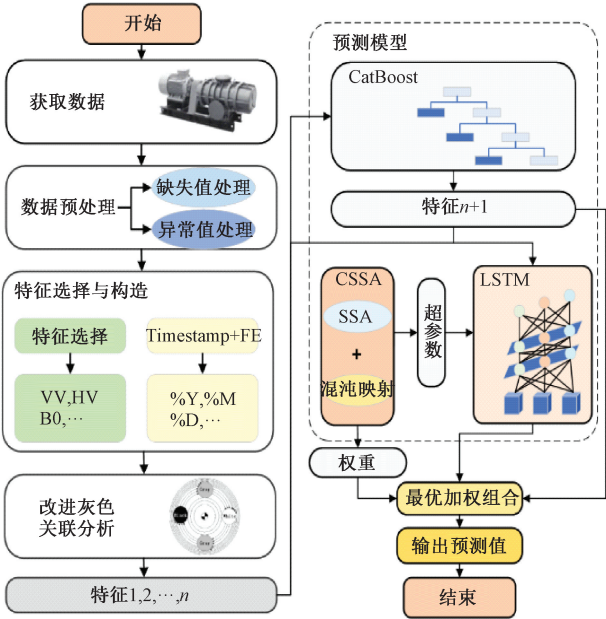 开始
获取数据
数据预处理
缺失值处理
异常值处理
特征选择与构造
特征选择
Timestamp+FE
VV,HV
B0,…
%Y,%M
%D,…
改进灰色
关联分析
特征1,2,…,n
预测模型
CatBoost
特征n+1
CSSA
SSA
+
混沌映射
超参数
LSTM
权重
最优加权组合
输出预测值
结束